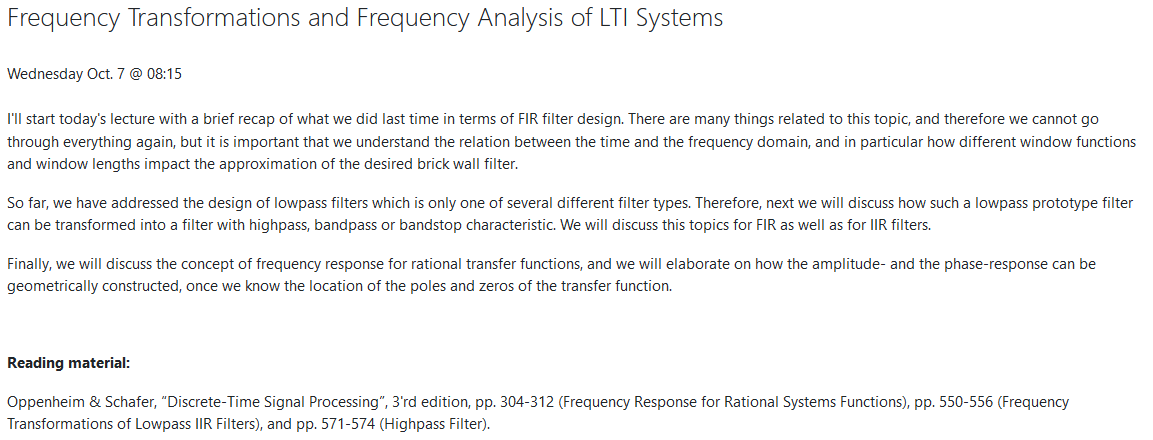 Frequency Transformations and Frequency Analysis of LTI Systems
Wednesday Oct. 7 @ 08:15
I'll start today's lecture with a brief recap of what we did last time in terms of FIR filter design. There are many things related to this topic, and therefore we cannot go
through everything again, but it is important that we understand the relation between the time and the frequency domain, and in particular how different window functions
and window lengths impact the approximation of the desired brick wall filter.
So far, we have addressed the design of lowpass filters which is only one of several different filter types. Therefore, next we will discuss how such a lowpass prototype filter
can be transformed into a filter with highpass, bandpass or bandstop characteristic. We will discuss this topics for FIR as well as for IIR filters.
Finally, we will discuss the concept of frequency response for rational transfer functions, and we will elaborate on how the amplitude- and the phase-response can be
geometrically constructed, once we know the location of the poles and zeros of the transfer function.
Reading material:
Oppenheim & Schafer, "Discrete-Time Signal Processing", 3'rd edition, pp. 304-312 (Frequency Response for Rational Systems Functions), pp. 550-556 (Frequency
Transformations of Lowpass IIR Filters), and pp. 571-574 (Highpass Filter).